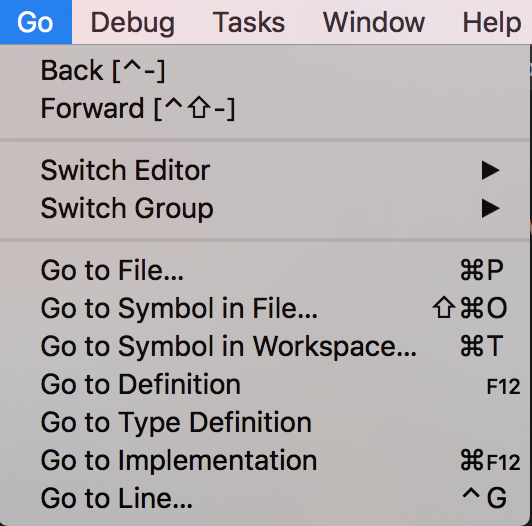 Go Debug Tasks Window Help
Back [^-]
Forward [^⇧-]
Switch Editor ▶
Switch Group ▶
Go to File... ⌘P
Go to Symbol in File... ⇧⌘O
Go to Symbol in Workspace... ⌘T
Go to Definition F12
Go to Type Definition
Go to Implementation ⌘F12
Go to Line... ^G